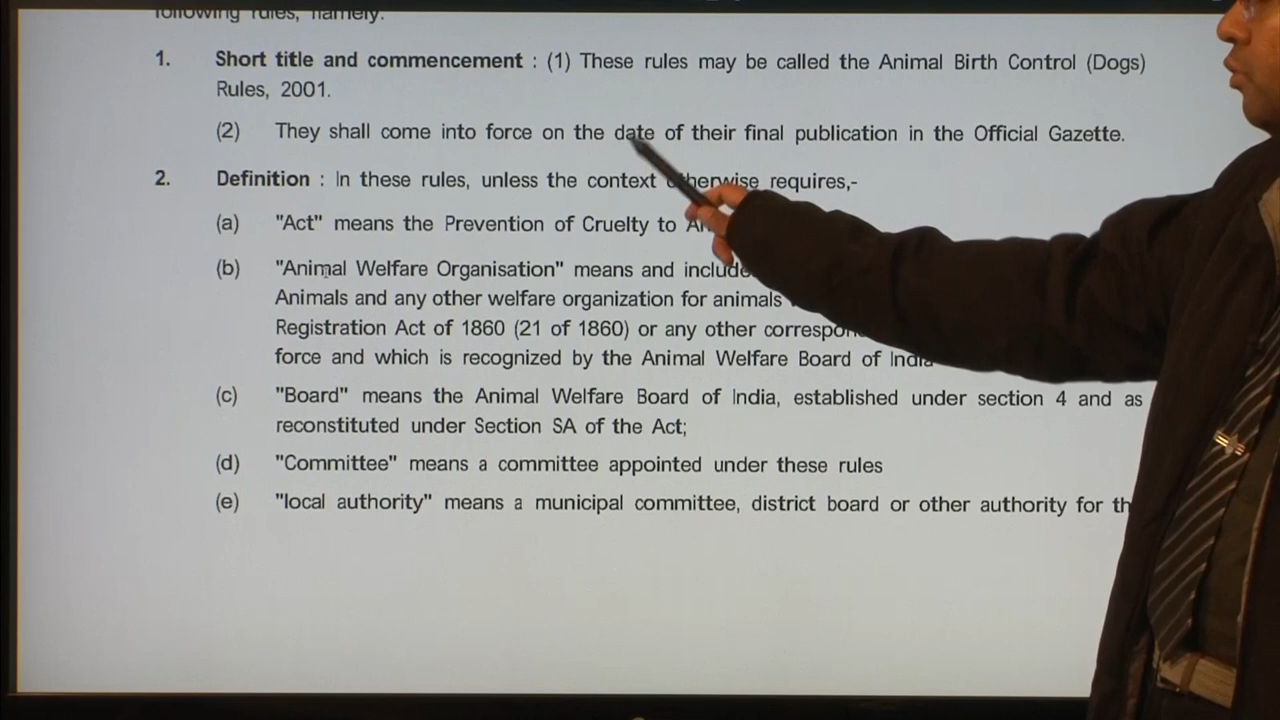 following rules, namely:
1. Short title and commencement : (1) These rules may be called the Animal Birth Control (Dogs)
Rules, 2001.
(2) They shall come into force on the date of their final publication in the Official Gazette.
2. Definition : In these rules, unless the context otherwise requires,-
(a) "Act" means the Prevention of Cruelty to
(b) "Animal Welfare Organisation" means and
Animals and any other welfare organization for animals
Registration Act of 1860 (21 of 1860) or any other
force and which is recognized by the Animal Welfare Board of India
(c) "Board" means the Animal Welfare Board of India, established under section 4 and as
reconstituted under Section SA of the Act;
(d) "Committee" means a committee appointed under these rules
(e) "local authority" means a municipal committee, district board or other authority for